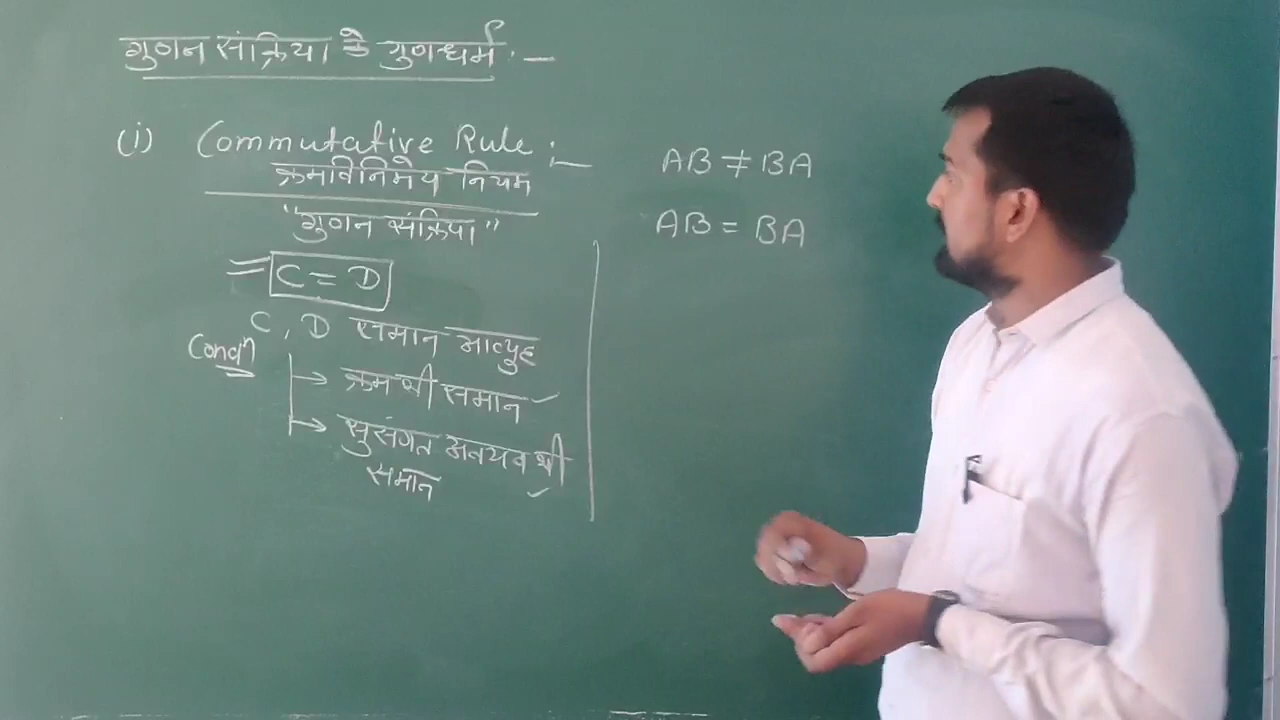 गुणन संक्रिया के गुणधर्म :—
(i) Commutative Rule :—
क्रमविनिमेय नियम
"गुणन संक्रिया"
= C = D
C, D समान आव्यूह
Condn
→ क्रम भी समान ✓
→ सुसंगत अवयव भी
समान ✓
AB ≠ BA
AB = BA